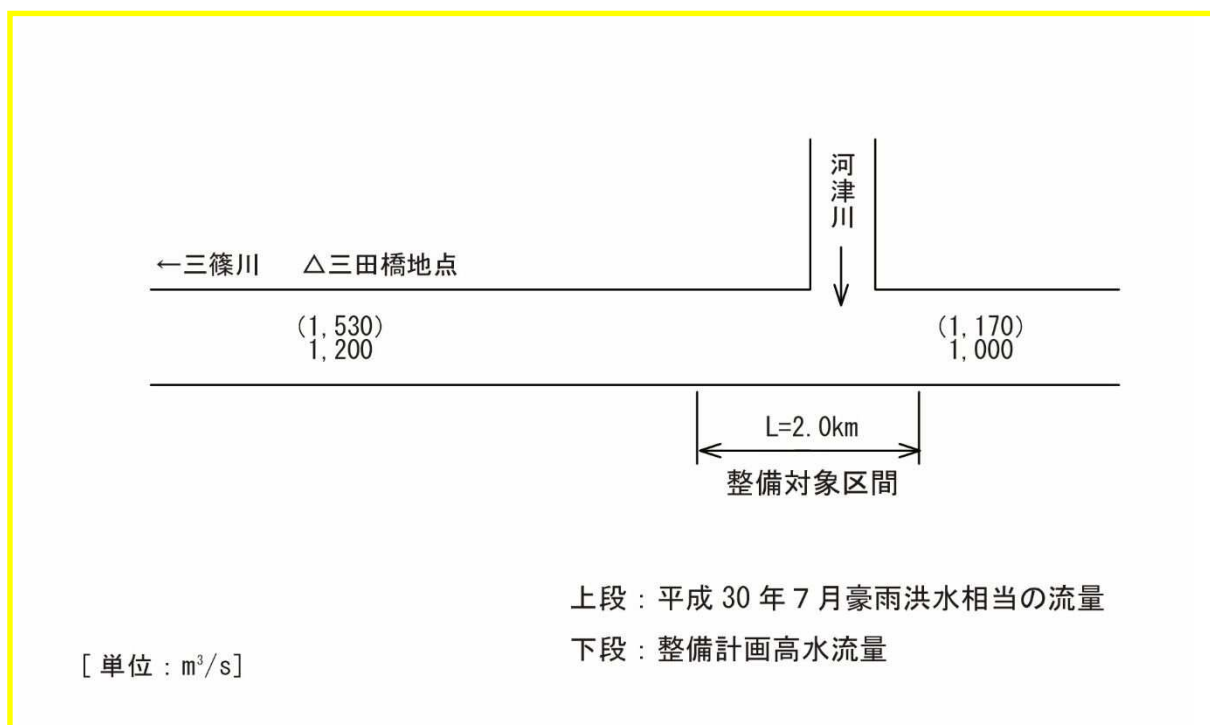 河津川
←三篠川 △三田橋地点
(1,530)
1,200
(1,170)
1,000
L=2.0km
整備対象区間
上段：平成30年7月豪雨洪水相当の流量
下段：整備計画高水流量
[単位：m³/s]